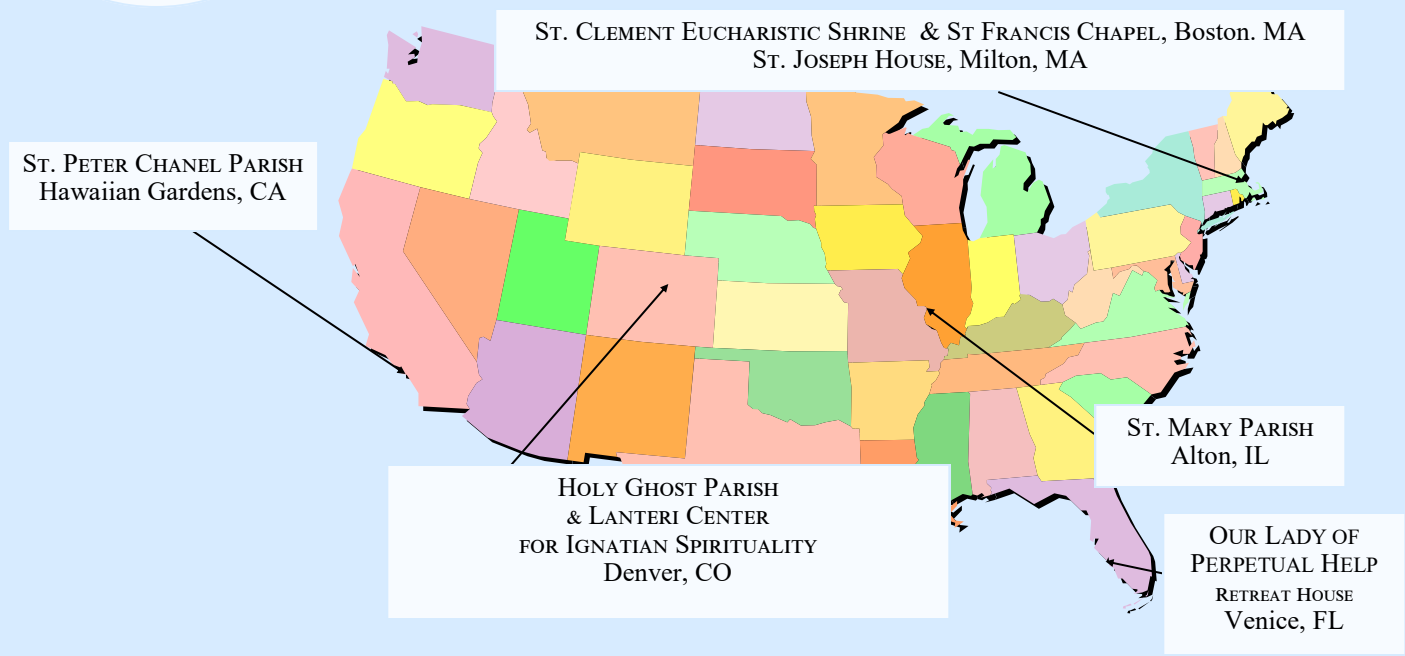 St. Clement Eucharistic Shrine & St Francis Chapel, Boston. MA
St. Joseph House, Milton, MA
St. Peter Chanel Parish
Hawaiian Gardens, CA
St. Mary Parish
Alton, IL
Holy Ghost Parish
& Lanteri Center
for Ignatian Spirituality
Denver, CO
Our Lady of
Perpetual Help
Retreat House
Venice, FL